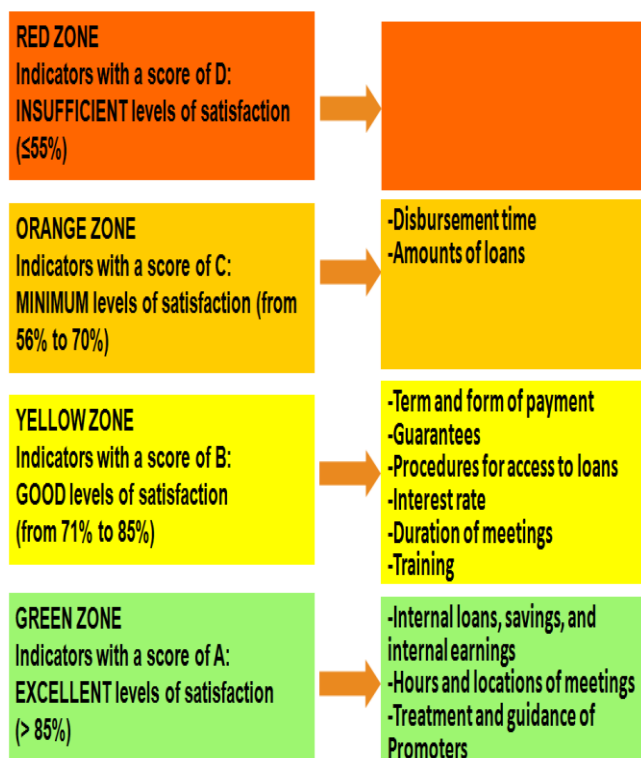 RED ZONE
Indicators with a score of D:
INSUFFICIENT levels of satisfaction
(≤55%)
ORANGE ZONE
Indicators with a score of C:
MINIMUM levels of satisfaction (from
56% to 70%)
-Disbursement time
-Amounts of loans
YELLOW ZONE
Indicators with a score of B:
GOOD levels of satisfaction
(from 71% to 85%)
-Term and form of payment
-Guarantees
-Procedures for access to loans
-Interest rate
-Duration of meetings
-Training
GREEN ZONE
Indicators with a score of A:
EXCELLENT levels of satisfaction
(> 85%)
-Internal loans, savings, and
internal earnings
-Hours and locations of meetings
-Treatment and guidance of
Promoters